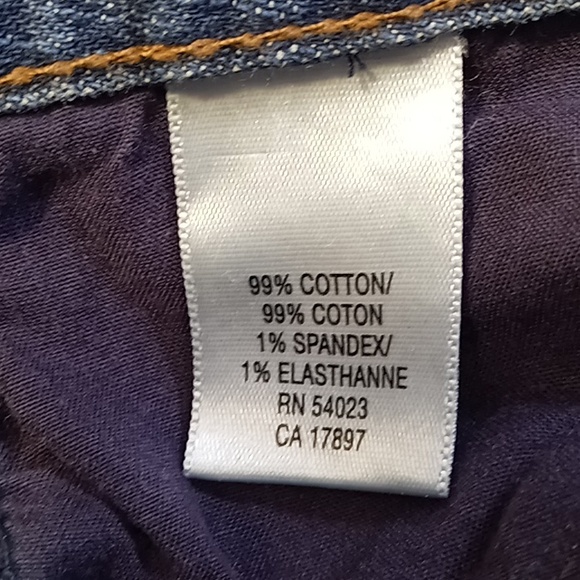 99% COTTON/
99% COTON
1% SPANDEX/
1% ELASTHANNE
RN 54023
CA 17897